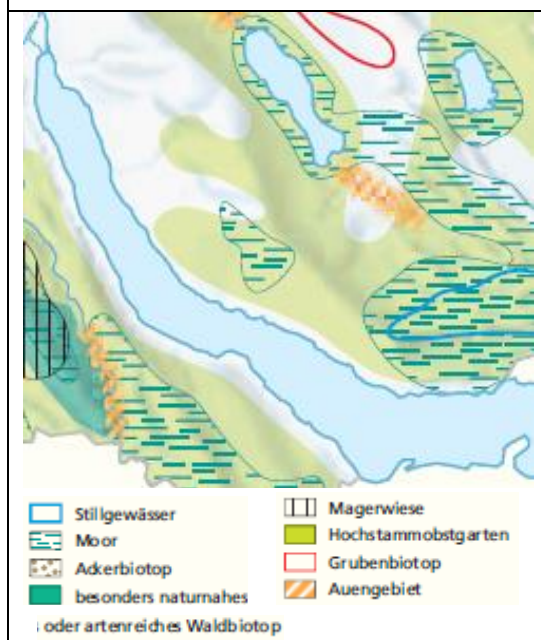 Stillgewässer
Moor
Ackerbiotop
besonders naturnahes
oder artenreiches Waldbiotop
Magerwiese
Hochstammobstgarten
Grubenbiotop
Auengebiet